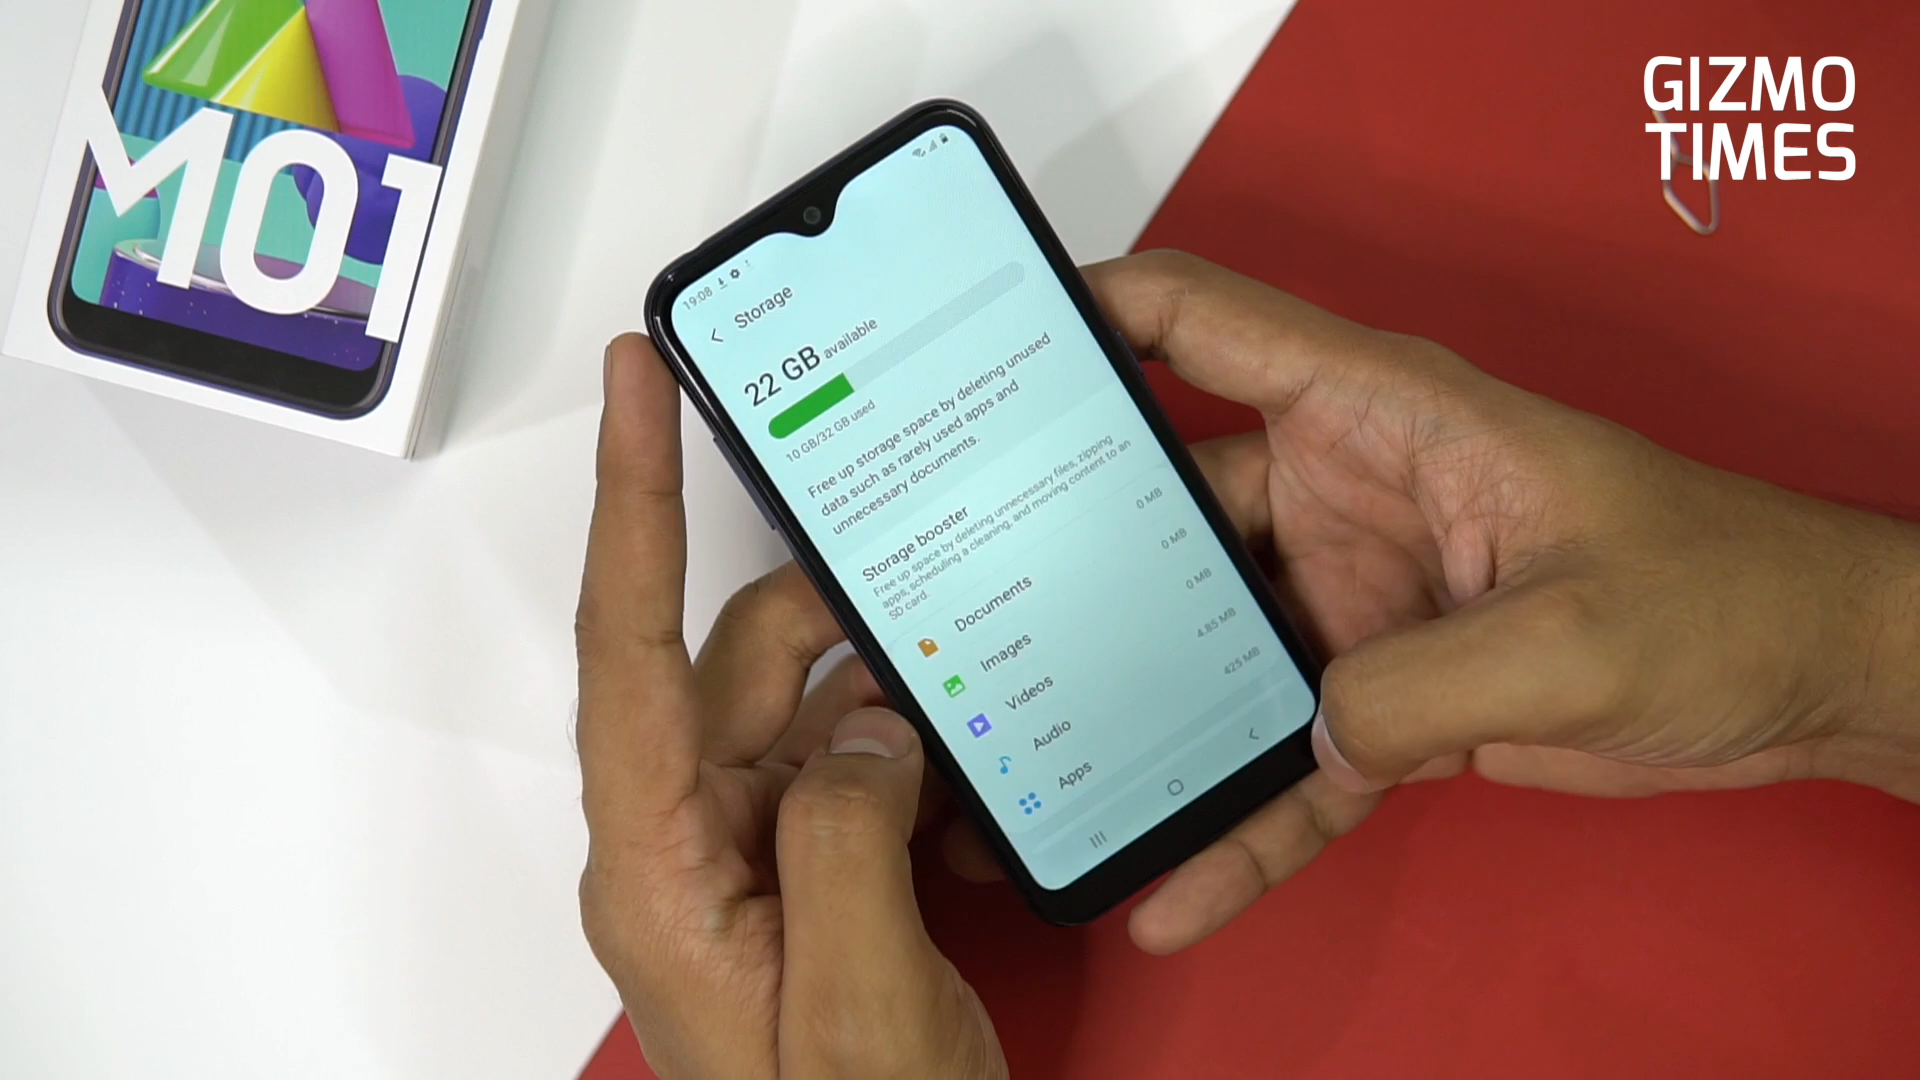 GIZMO
TIMES
M01
19:08
Storage
22 GB available
10 GB/32 GB used
Free up storage space by deleting unused
data such as rarely used apps and
unnecessary documents.
Storage booster
Free up space by deleting unnecessary files, zipping
apps, scheduling a cleaning, and moving content to an
SD card.
Documents 0 MB
Images 0 MB
Videos 0 MB
Audio 4.85 MB
Apps 425 MB